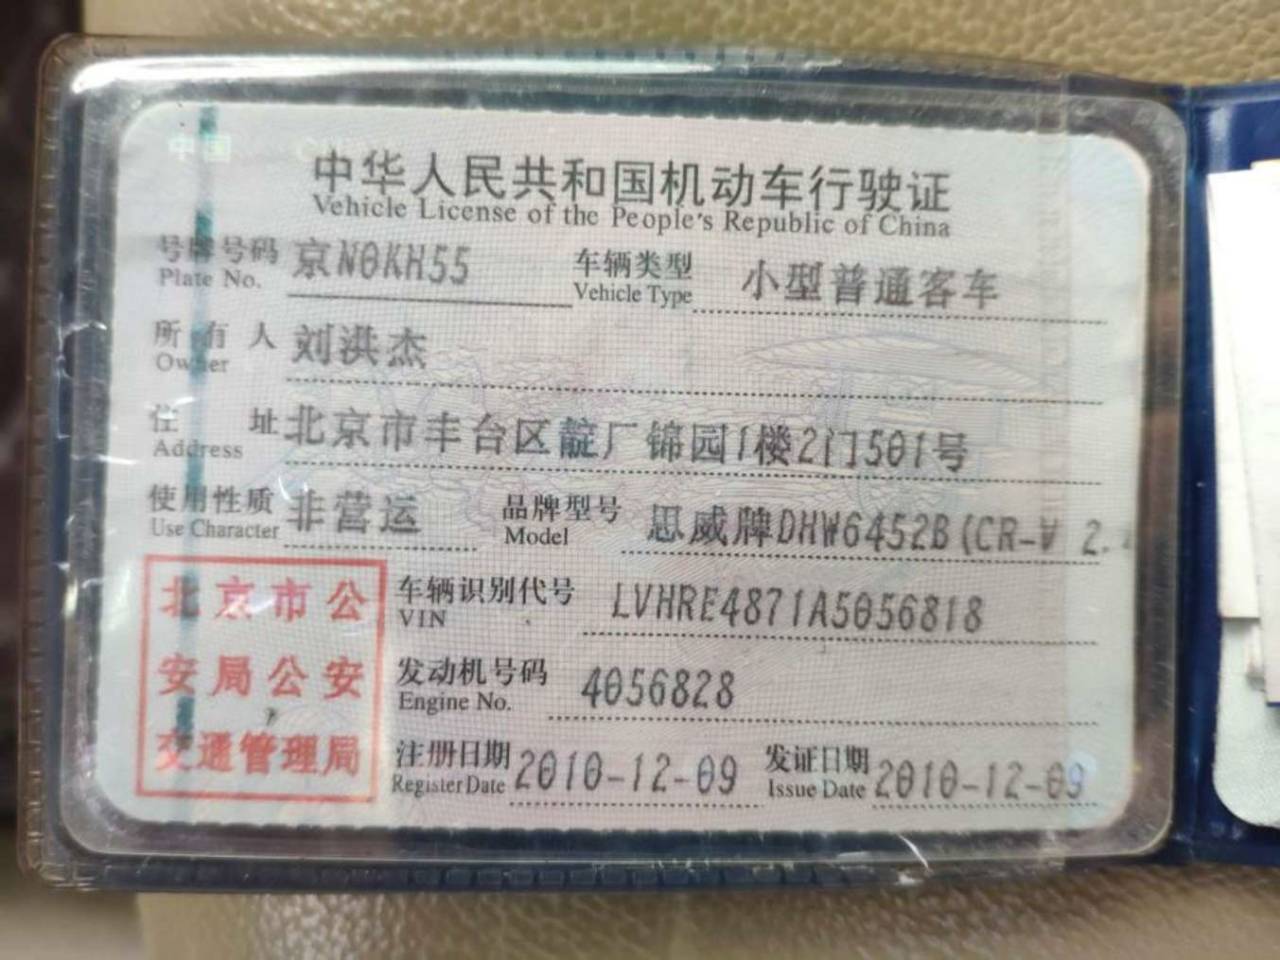 中国
中华人民共和国机动车行驶证
Vehicle License of the People's Republic of China
号牌号码 京N0KH55 车辆类型 小型普通客车
Plate No. Vehicle Type
所有人 刘洪杰
Owner
住址 北京市丰台区靛厂锦园1楼2门501号
Address
使用性质 非营运 品牌型号 思威牌DHW6452B(CR-V 2.
Use Character Model
北京市公
安局公安
交通管理局
车辆识别代号 LVHRE4871A5056818
VIN
发动机号码 4056828
Engine No.
注册日期 2010-12-09 发证日期 2010-12-09
Register Date Issue Date